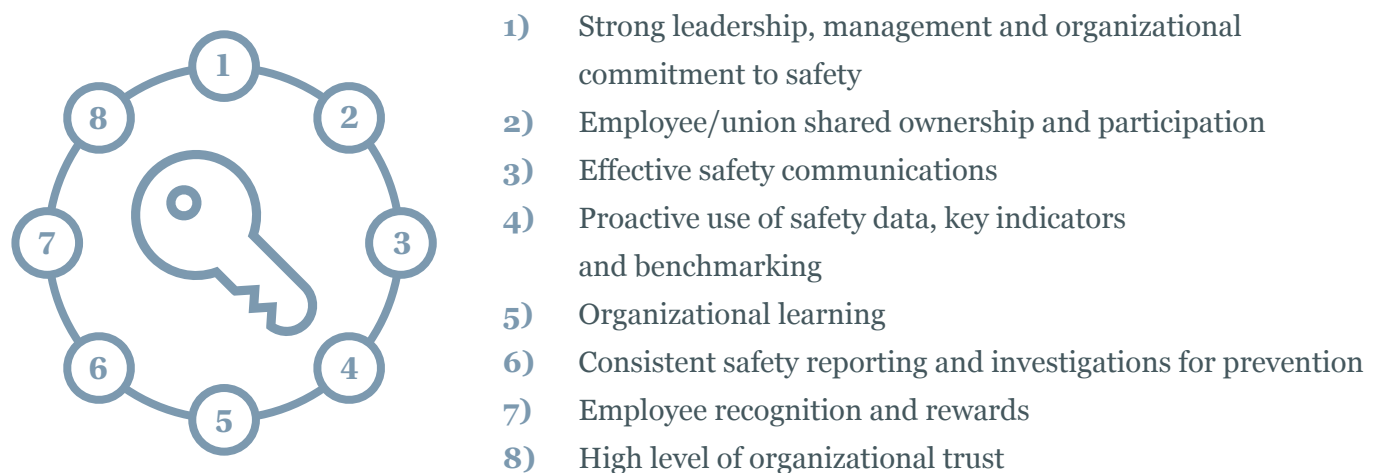 1
2
3
4
5
6
7
8
1) Strong leadership, management and organizational
commitment to safety
2) Employee/union shared ownership and participation
3) Effective safety communications
4) Proactive use of safety data, key indicators
and benchmarking
5) Organizational learning
6) Consistent safety reporting and investigations for prevention
7) Employee recognition and rewards
8) High level of organizational trust